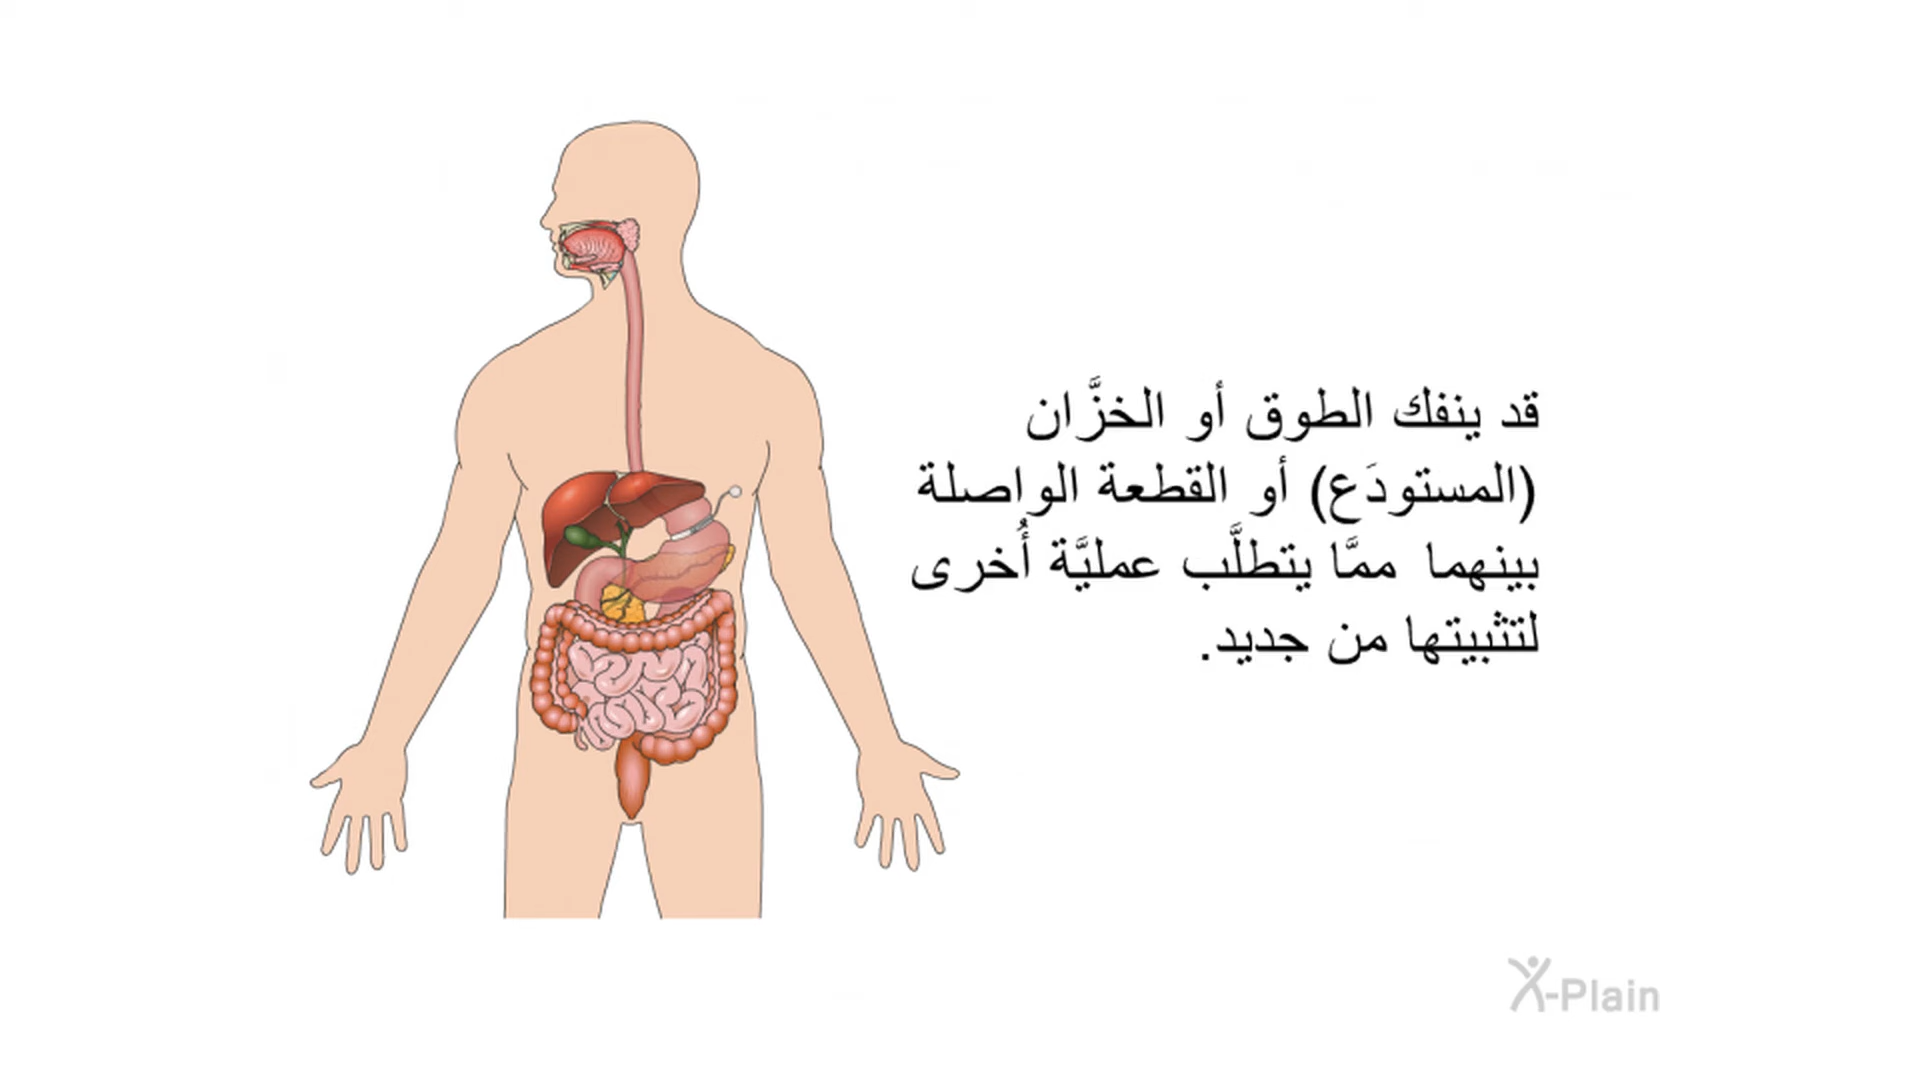 قد ينفك الطوق أو الخزَّان
(المستودَع) أو القطعة الواصلة
بينهما ممَّا يتطلَّب عمليَّة أُخرى
لتثبيتها من جديد.
X-Plain